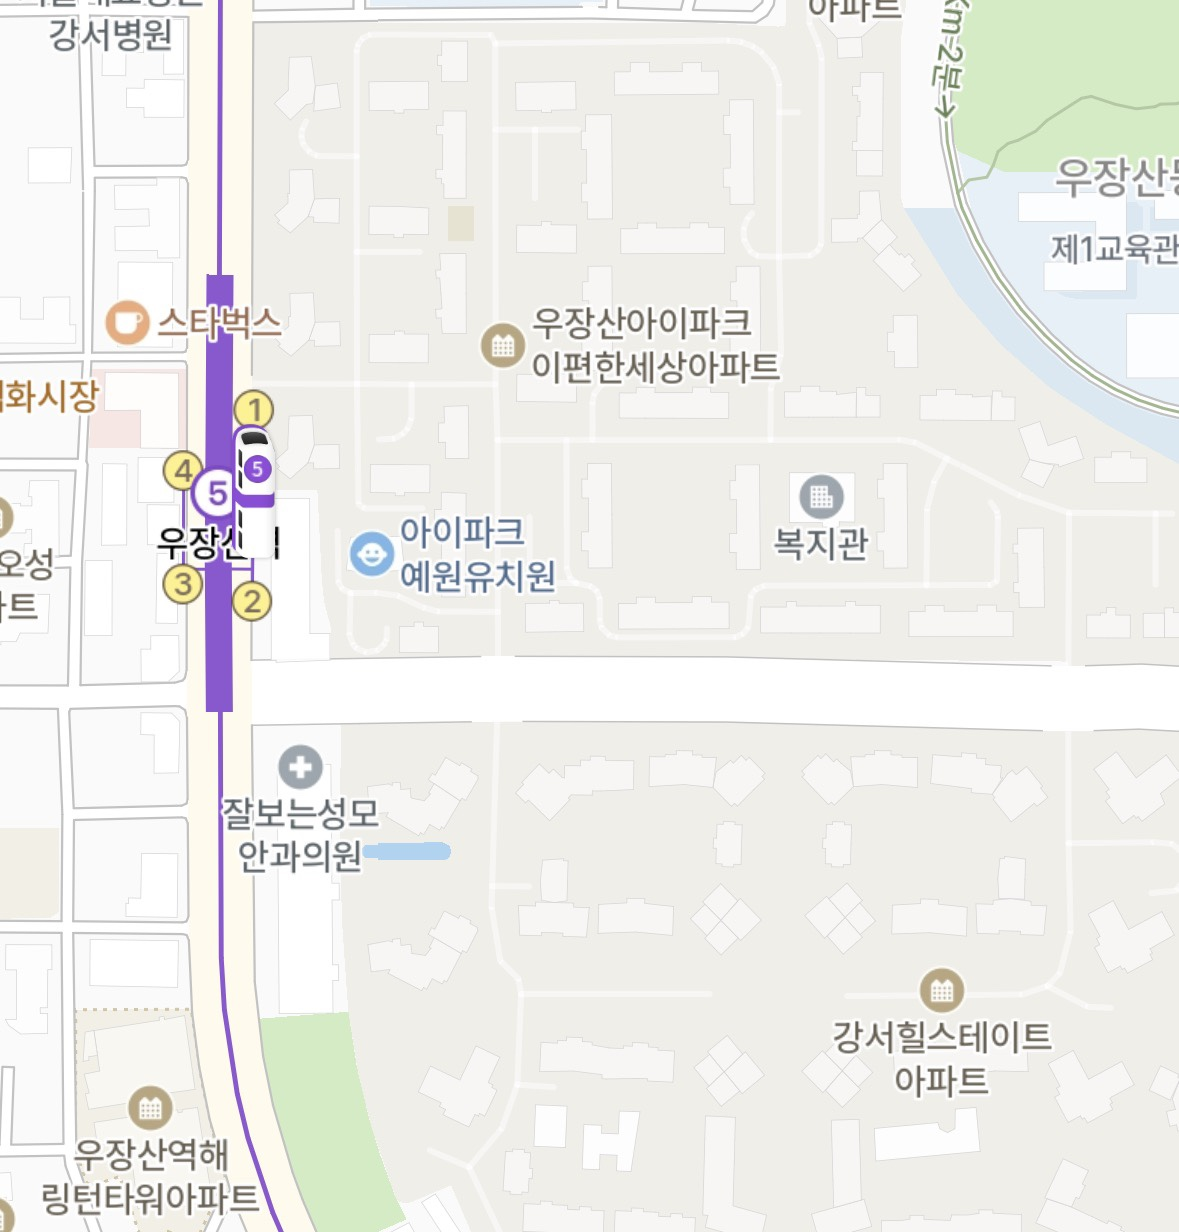 강서병원
아파트
2분→
우장산
제1교육관
스타벅스
우장산아이파크
이편한세상아파트
화시장
1
4
5
5
3
2
아이파크
예원유치원
복지관
오성
잘보는성모
안과의원
강서힐스테이트
아파트
우장산역해
링턴타워아파트